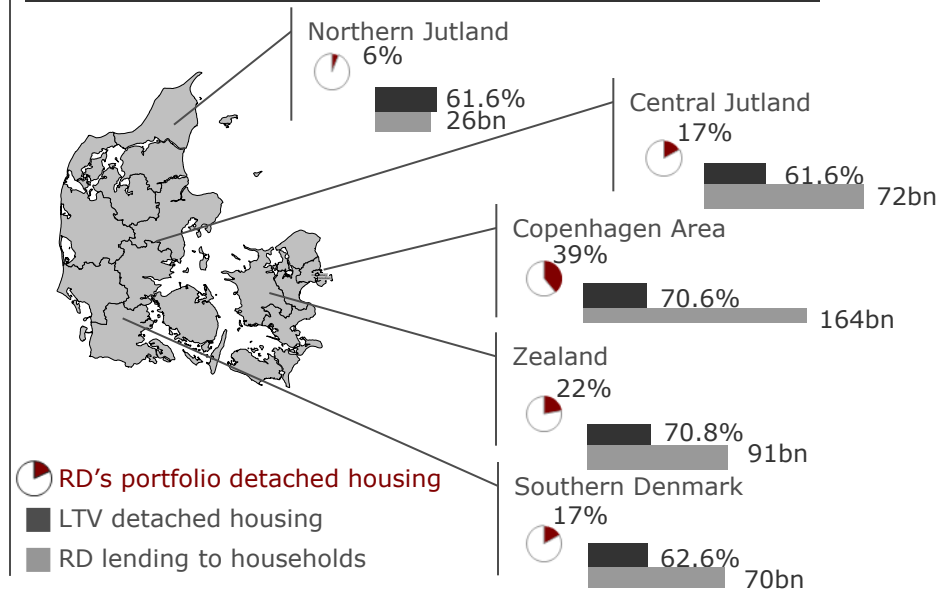 Northern Jutland
6%
61.6%
26bn
Central Jutland
17%
61.6%
72bn
Copenhagen Area
39%
70.6%
164bn
Zealand
22%
70.8%
91bn
Southern Denmark
17%
62.6%
70bn
RD's portfolio detached housing
LTV detached housing
RD lending to households